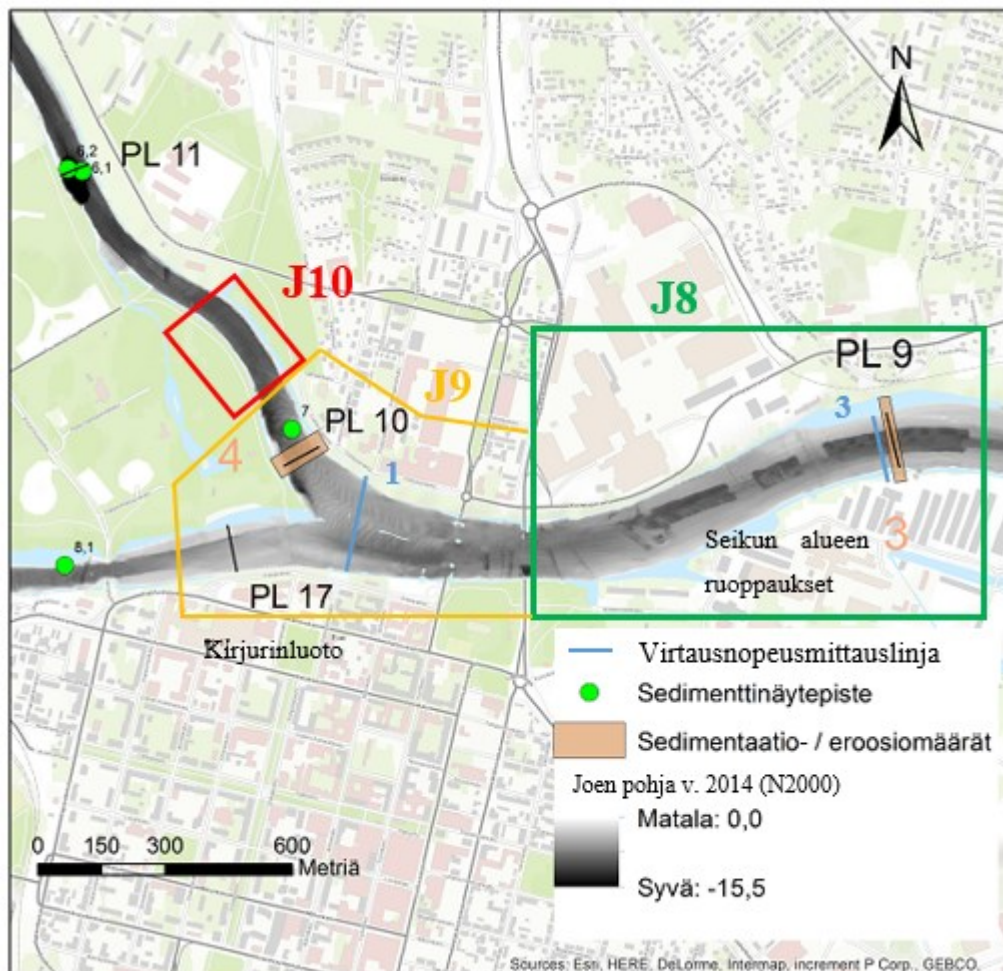 N
6,2
PL 11
6,1
J10
J8
PL 9
J9
3
7
PL 10
4
1
8,1
PL 17
Seikun alueen
3
ruoppaukset
Kirjurinluoto
Virtausnopeusmittauslinja
Sedimenttinäytepiste
Sedimentaatio- / eroosiomäärät
Joen pohja v. 2014 (N2000)
Matala: 0,0
Syvä: -15,5
0 150 300 600
Metriä
Sources: Esri, HERE, DeLorme, Intermap, increment P Corp., GEBCO,